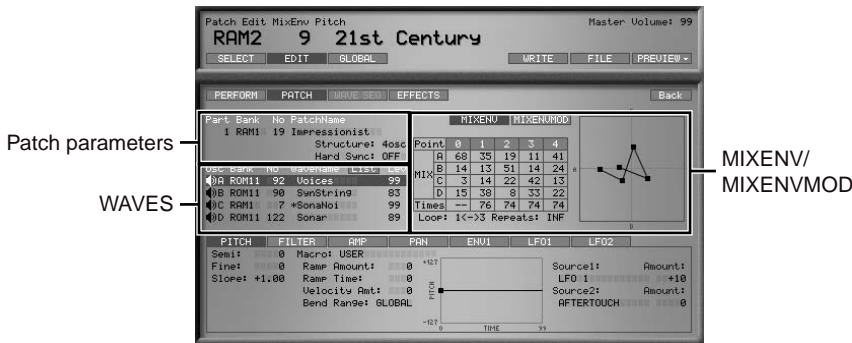 Patch Edit MixEnv Pitch Master Volume: 99
RAM2 9 21st Century
SELECT EDIT GLOBAL WRITE FILE PREVIEW
PERFORM PATCH WAVE SEQ EFFECTS Back
Patch parameters
Part Bank No PatchName
1 RAM1 19 Impressionist
Structure: 4osc
Hard Sync: OFF
WAVES
Osc Bank No WaveName List Lev
A ROM11 92 Voices 99
B ROM11 90 SynString 83
C RAM1 7 *SonaNoi 99
D ROM11 122 Sonar 89
MIXENV MIXENVMOD
Point 0 1 2 3 4
MIX
A 68 35 19 11 41
B 14 13 51 14 24
C 3 14 22 42 13
D 15 38 8 33 22
Times -- 76 74 74 74
Loop: 1<->3 Repeats: INF
A
D
MIXENV/
MIXENVMOD
PITCH FILTER AMP PAN ENV1 LFO1 LFO2
Semi: 0 Macro: USER
Fine: 0 Ramp Amount: 0
Slope: +1.00 Ramp Time: 0
Velocity Amt: 0
Bend Range: GLOBAL
+127
PITCH
-127
0 TIME 99
Source1: Amount:
LFO 1 +10
Source2: Amount:
AFTERTOUCH 0